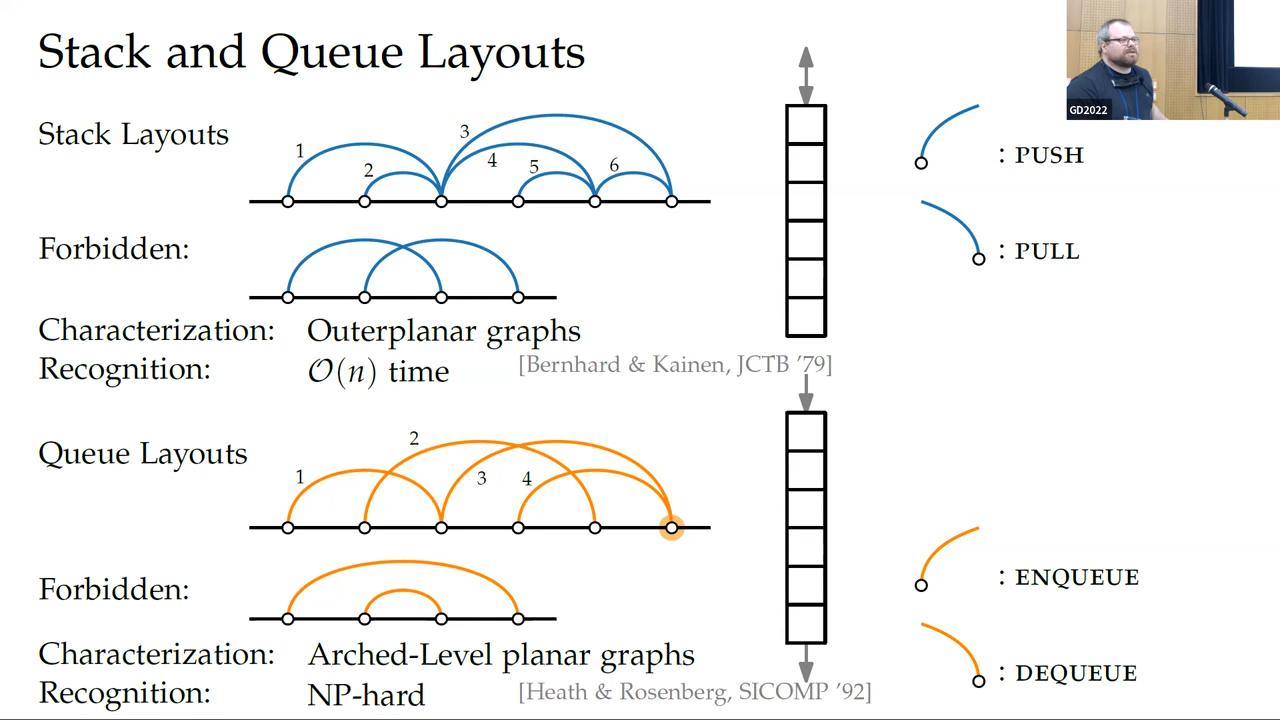 Stack and Queue Layouts
GD2022
Stack Layouts
1 2 3 4 5 6
: PUSH
Forbidden:
: PULL
Characterization: Outerplanar graphs
Recognition: O(n) time [Bernhard & Kainen, JCTB ’79]
Queue Layouts
1 2 3 4
Forbidden:
: ENQUEUE
Characterization: Arched-Level planar graphs
Recognition: NP-hard [Heath & Rosenberg, SICOMP ’92]
: DEQUEUE